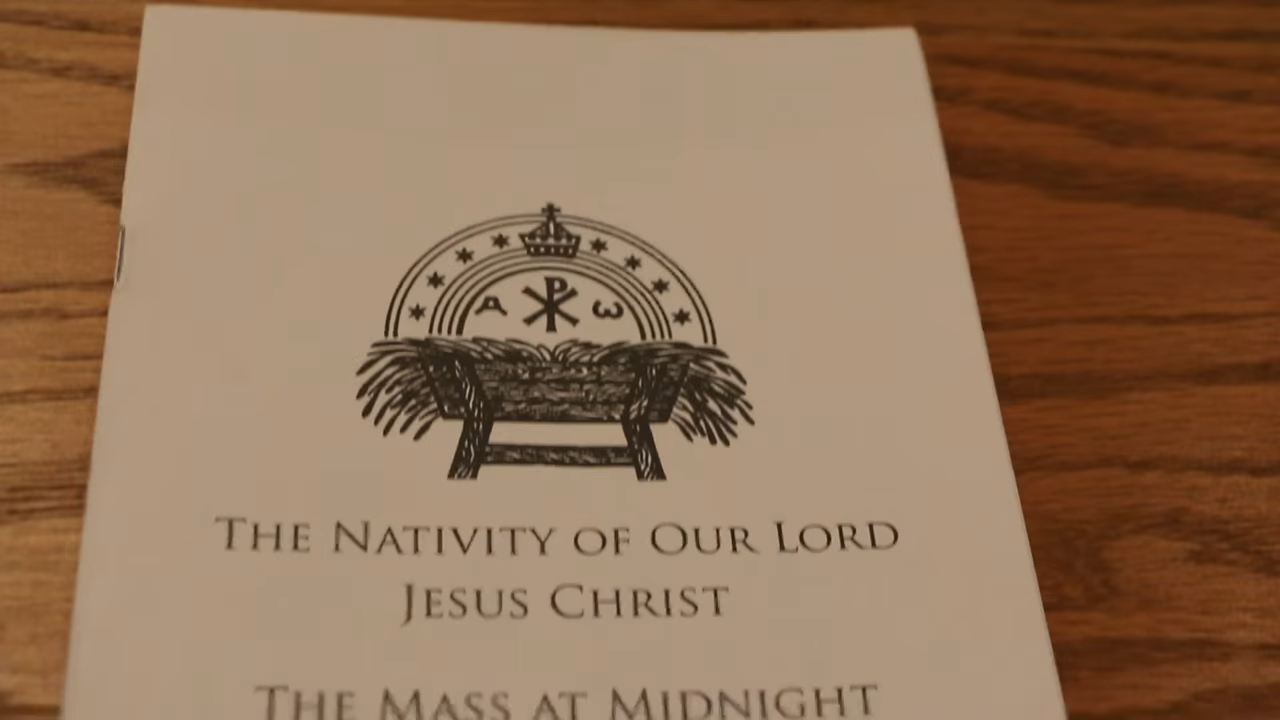 Α ☧ ω
The Nativity of Our Lord
Jesus Christ
The Mass at Midnight